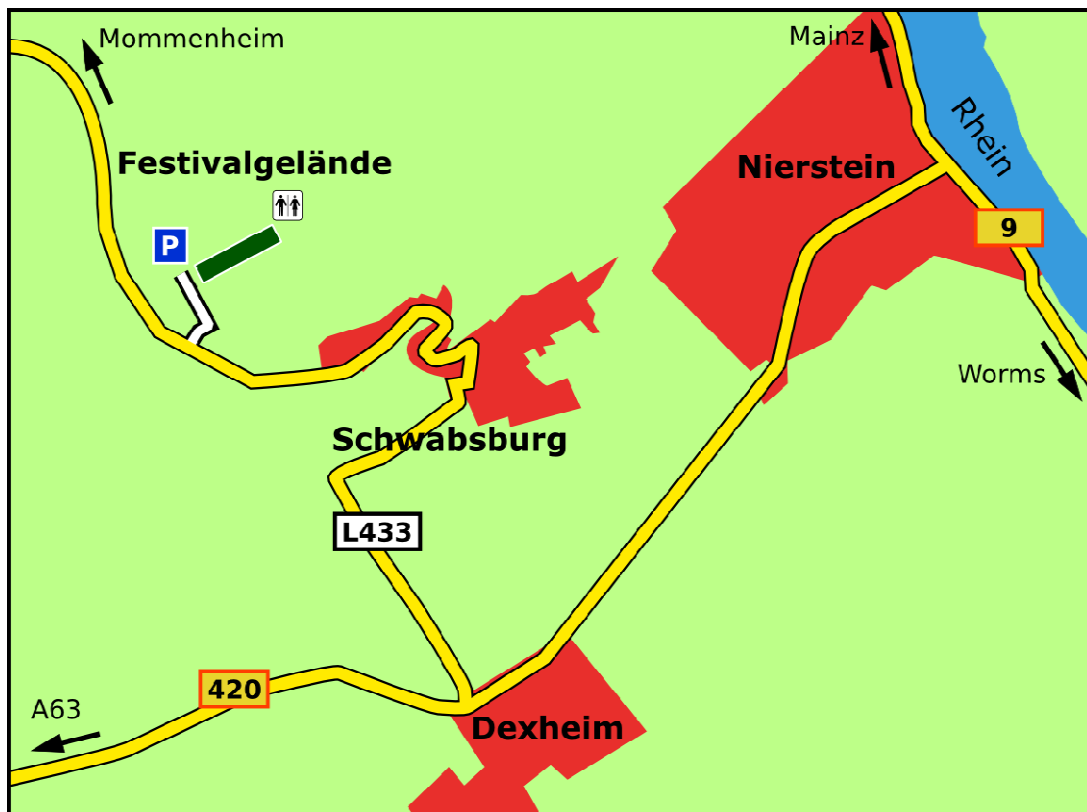 Mommenheim
Mainz
Rhein
Festivalgelände
Nierstein
P
9
Worms
Schwabsburg
L433
420
A63
Dexheim